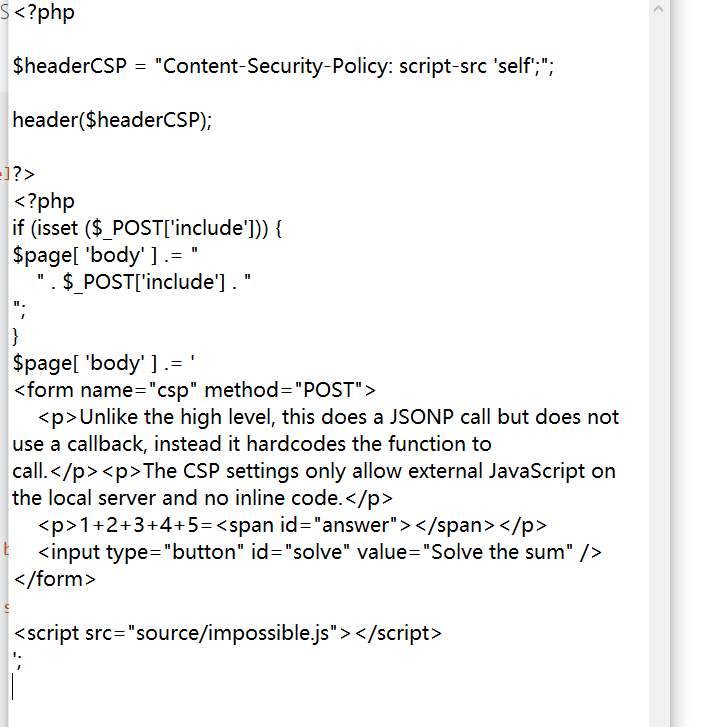 <?php
$headerCSP = "Content-Security-Policy: script-src 'self';";
header($headerCSP);
?>
<?php
if (isset ($_POST['include'])) {
$page[ 'body' ] .= "
" . $_POST['include'] . "
";
}
$page[ 'body' ] .= '
<form name="csp" method="POST">
<p>Unlike the high level, this does a JSONP call but does not
use a callback, instead it hardcodes the function to
call.</p><p>The CSP settings only allow external JavaScript on
the local server and no inline code.</p>
<p>1+2+3+4+5=<span id="answer"></span></p>
<input type="button" id="solve" value="Solve the sum" />
</form>
<script src="source/impossible.js"></script>
';